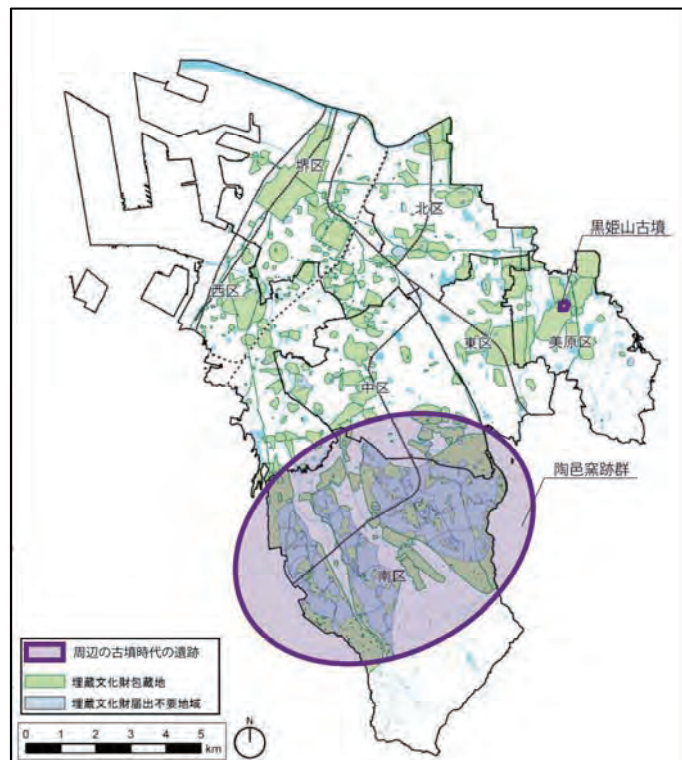 堺区
北区
黒姫山古墳
西区
東区
美原区
中区
陶邑窯跡群
南区
周辺の古墳時代の遺跡
埋蔵文化財包蔵地
埋蔵文化財届出不要地域
0 1 2 3 4 5
km
N